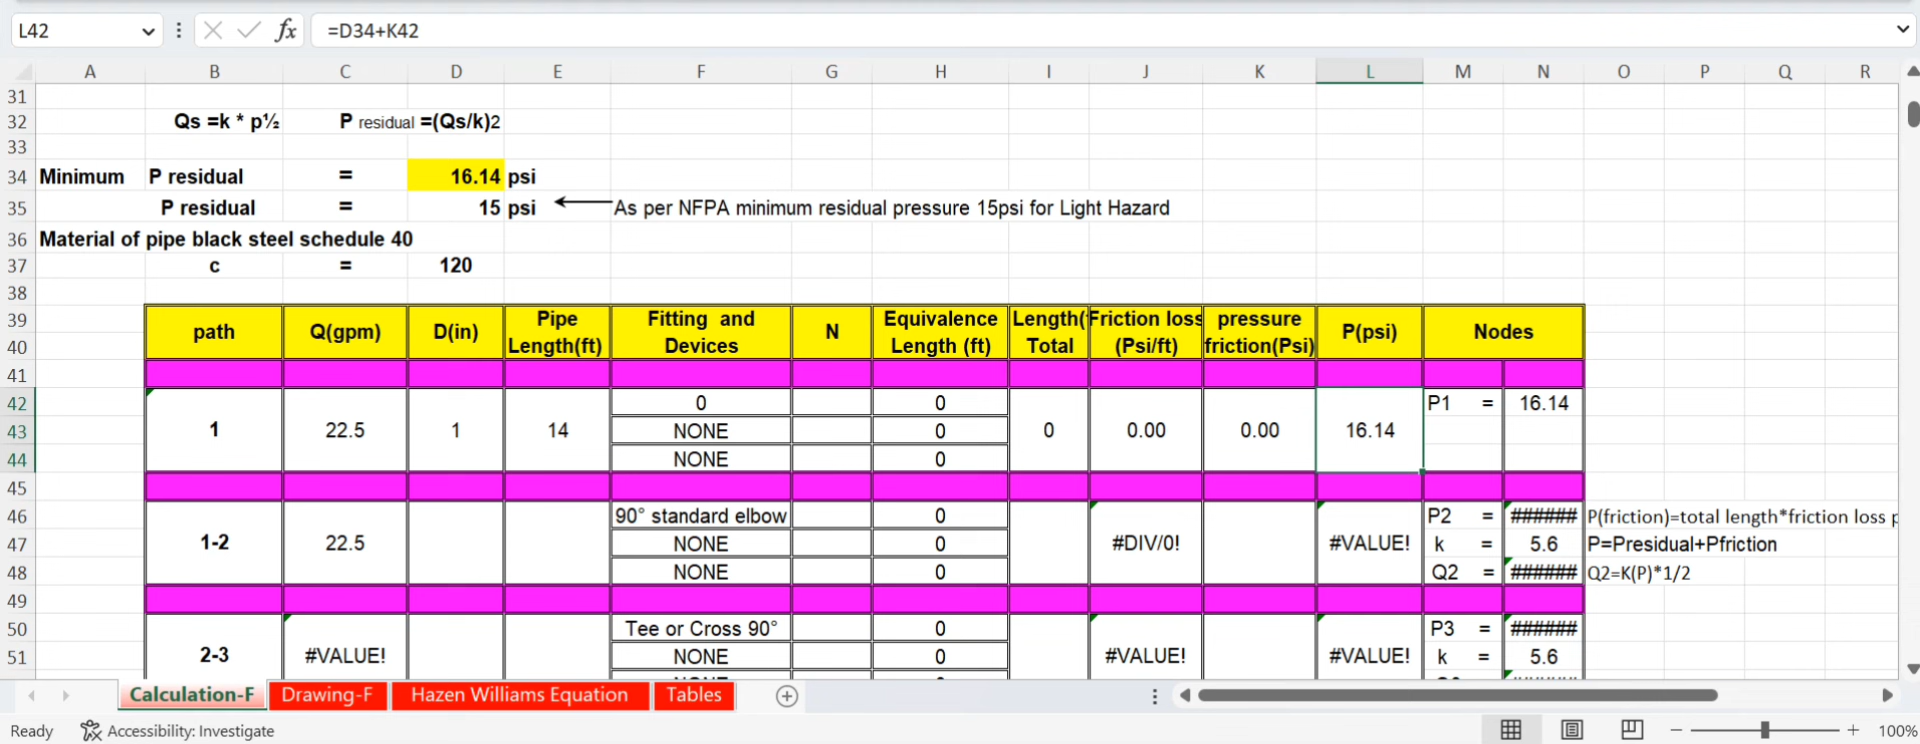 L42
fx
=D34+K42
A B C D E F G H I J K L M N O P Q R
31
32 Qs =k * p½ P residual =(Qs/k)2
33
34 Minimum P residual = 16.14 psi
35 P residual = 15 psi As per NFPA minimum residual pressure 15psi for Light Hazard
36 Material of pipe black steel schedule 40
37 c = 120
38
39
40
path Q(gpm) D(in) Pipe Length(ft) Fitting and Devices N Equivalence Length (ft) Length( Total Friction loss (Psi/ft) pressure friction(Psi) P(psi) Nodes
41
42 0 0 P1 = 16.14
43 1 22.5 1 14 NONE 0 0 0.00 0.00 16.14
44 NONE 0
45
46 90° standard elbow 0 P2 = ###### P(friction)=total length*friction loss p
47 1-2 22.5 NONE 0 #DIV/0! #VALUE! k = 5.6 P=Presidual+Pfriction
48 NONE 0 Q2 = ###### Q2=K(P)*1/2
49
50 Tee or Cross 90° 0 P3 = ######
51 2-3 #VALUE! NONE 0 #VALUE! #VALUE! k = 5.6
Calculation-F Drawing-F Hazen Williams Equation Tables
Ready Accessibility: Investigate 100%